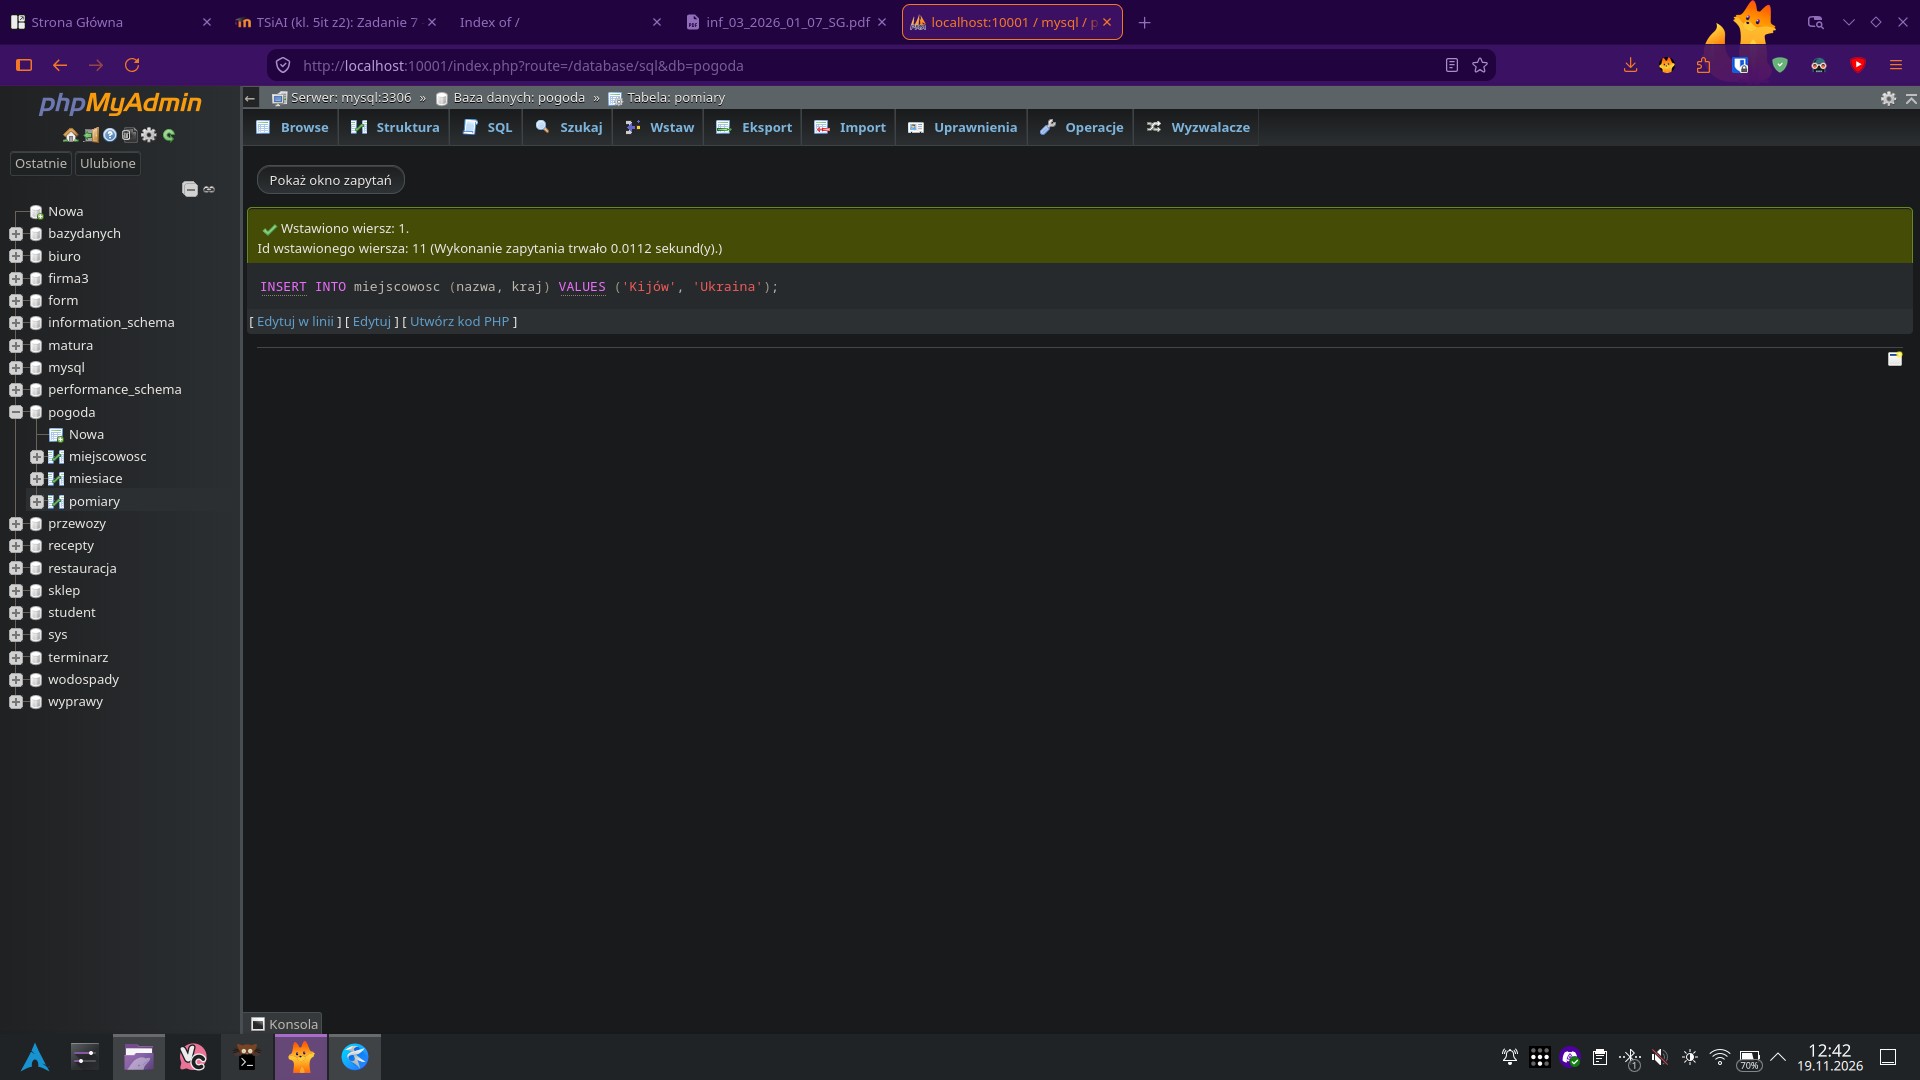 Strona Główna
TSiAI (kl. 5it z2): Zadanie 7
Index of /
inf_03_2026_01_07_SG.pdf
localhost:10001 / mysql / p
http://localhost:10001/index.php?route=/database/sql&db=pogoda
phpMyAdmin
Ostatnie
Ulubione
Nowa
bazydanych
biuro
firma3
form
information_schema
matura
mysql
performance_schema
pogoda
Nowa
miejscowosc
miesiace
pomiary
przewozy
recepty
restauracja
sklep
student
sys
terminarz
wodospady
wyprawy
Serwer: mysql:3306 » Baza danych: pogoda » Tabela: pomiary
Browse
Struktura
SQL
Szukaj
Wstaw
Eksport
Import
Uprawnienia
Operacje
Wyzwalacze
Pokaż okno zapytań
Wstawiono wiersz: 1.
Id wstawionego wiersza: 11 (Wykonanie zapytania trwało 0.0112 sekund(y).)
INSERT INTO miejscowosc (nazwa, kraj) VALUES ('Kijów', 'Ukraina');
[ Edytuj w linii ] [ Edytuj ] [ Utwórz kod PHP ]
Konsola
1
70%
12:42
19.11.2026